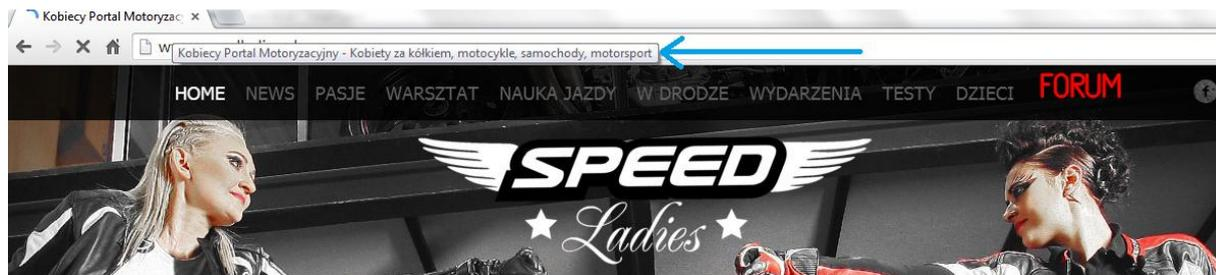 Kobiecy Portal Motoryzac
Kobiecy Portal Motoryzacyjny - Kobiety za kółkiem, motocykle, samochody, motorsport
HOME NEWS PASJE WARSZTAT NAUKA JAZDY W DRODZE WYDARZENIA TESTY DZIECI FORUM
SPEED
Ladies